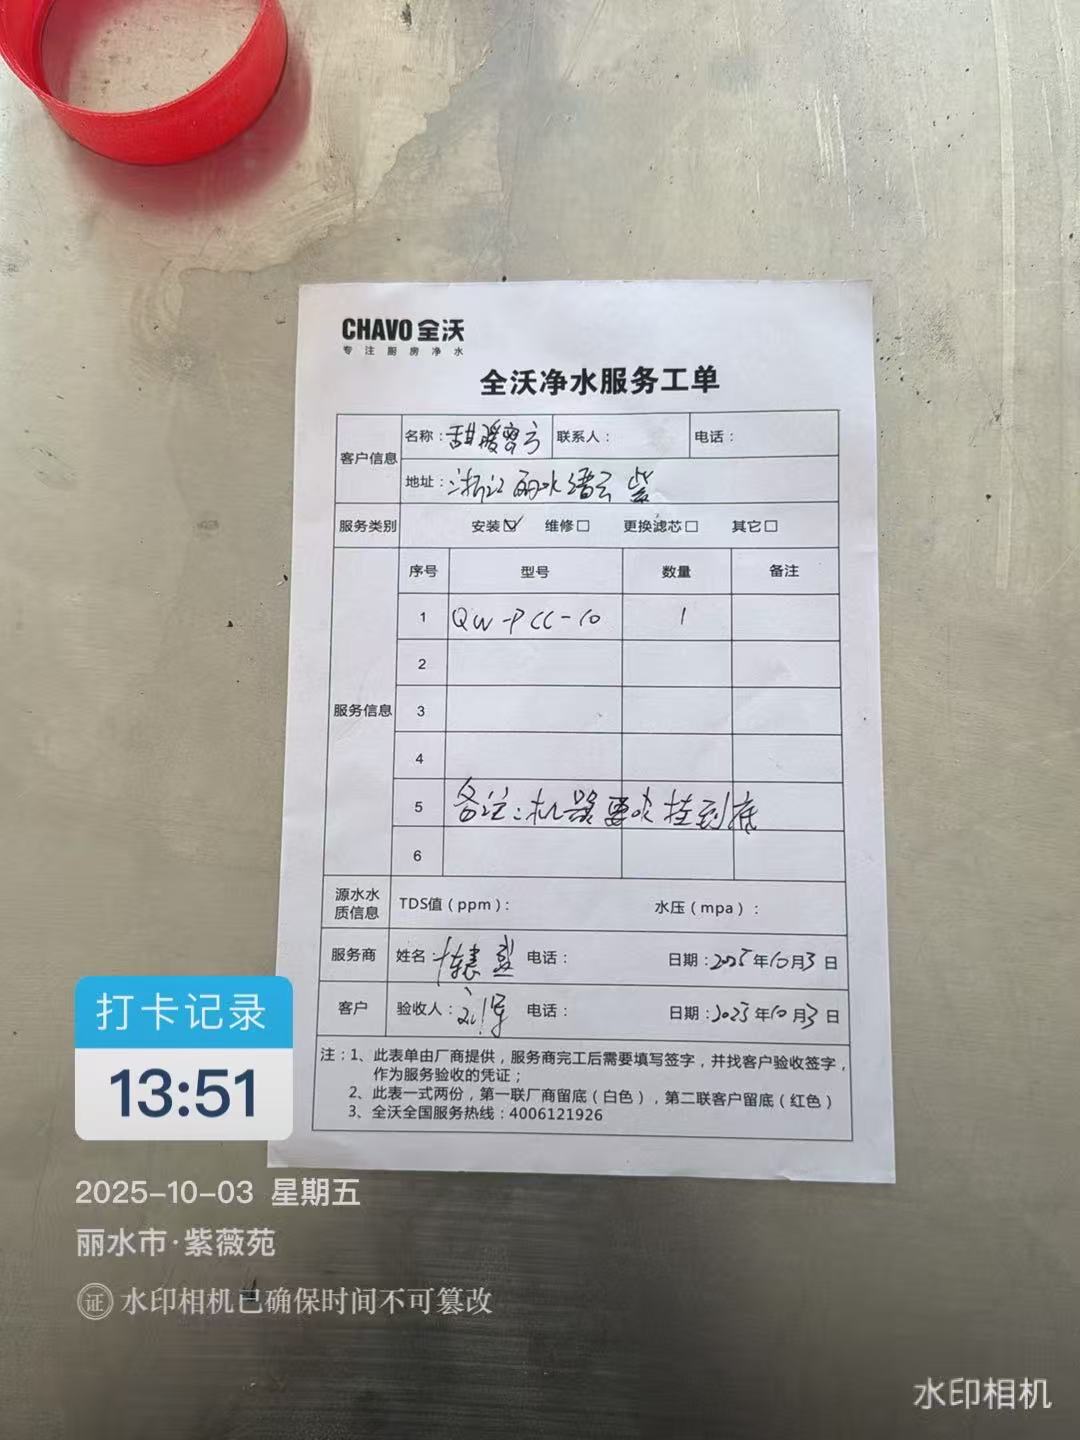 CHAVO 全沃
专注厨房净水
全沃净水服务工单
客户信息 名称：甜暖 联系人： 电话：
地址：浙江丽水缙云 紫
服务类别 安装☑ 维修☐ 更换滤芯☐ 其它☐
服务信息 序号 型号 数量 备注
1 QW-PCC-10 1
2
3
4
5 备注：机器要求挂到底
6
源水水质信息 TDS值（ppm）： 水压（mpa）：
服务商 姓名： 电话： 日期：2025年10月3日
客户 验收人： 电话： 日期：2025年10月3日
注：1、此表单由厂商提供，服务商完工后需要填写签字，并找客户验收签字，
作为服务验收的凭证；
2、此表一式两份，第一联厂商留底（白色），第二联客户留底（红色）
3、全沃全国服务热线：4006121926
打卡记录
13:51
2025-10-03 星期五
丽水市·紫薇苑
证 水印相机已确保时间不可篡改
水印相机